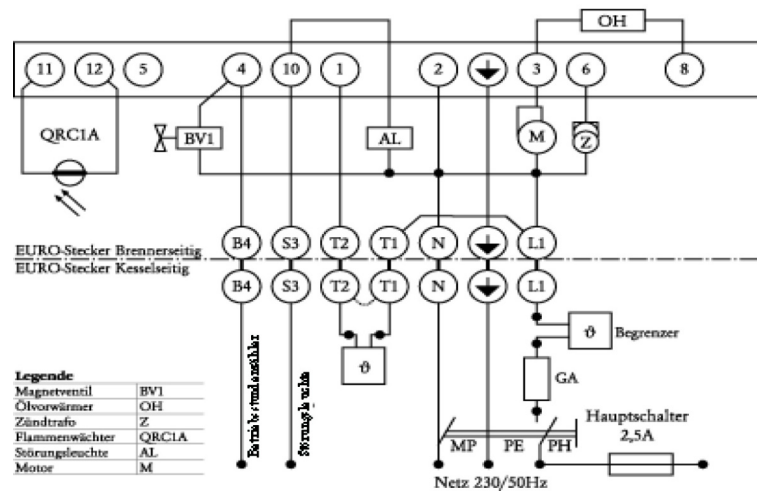 OH
11 12 5 4 10 1 2 3 6 8
QRC1A
BV1
AL
M
Z
EURO-Stecker Brennerseitig
B4 S3 T2 T1 N L1
EURO-Stecker Kesselseitig
B4 S3 T2 T1 N L1
Betriebsstundenzähler
Störungsleuchte
ϑ
ϑ
Begrenzer
GA
Hauptschalter
2,5A
MP PE PH
Netz 230/50Hz
Legende
Magnetventil BV1
Ölvorwärmer OH
Zündtrafo Z
Flammenwächter QRC1A
Störungsleuchte AL
Motor M